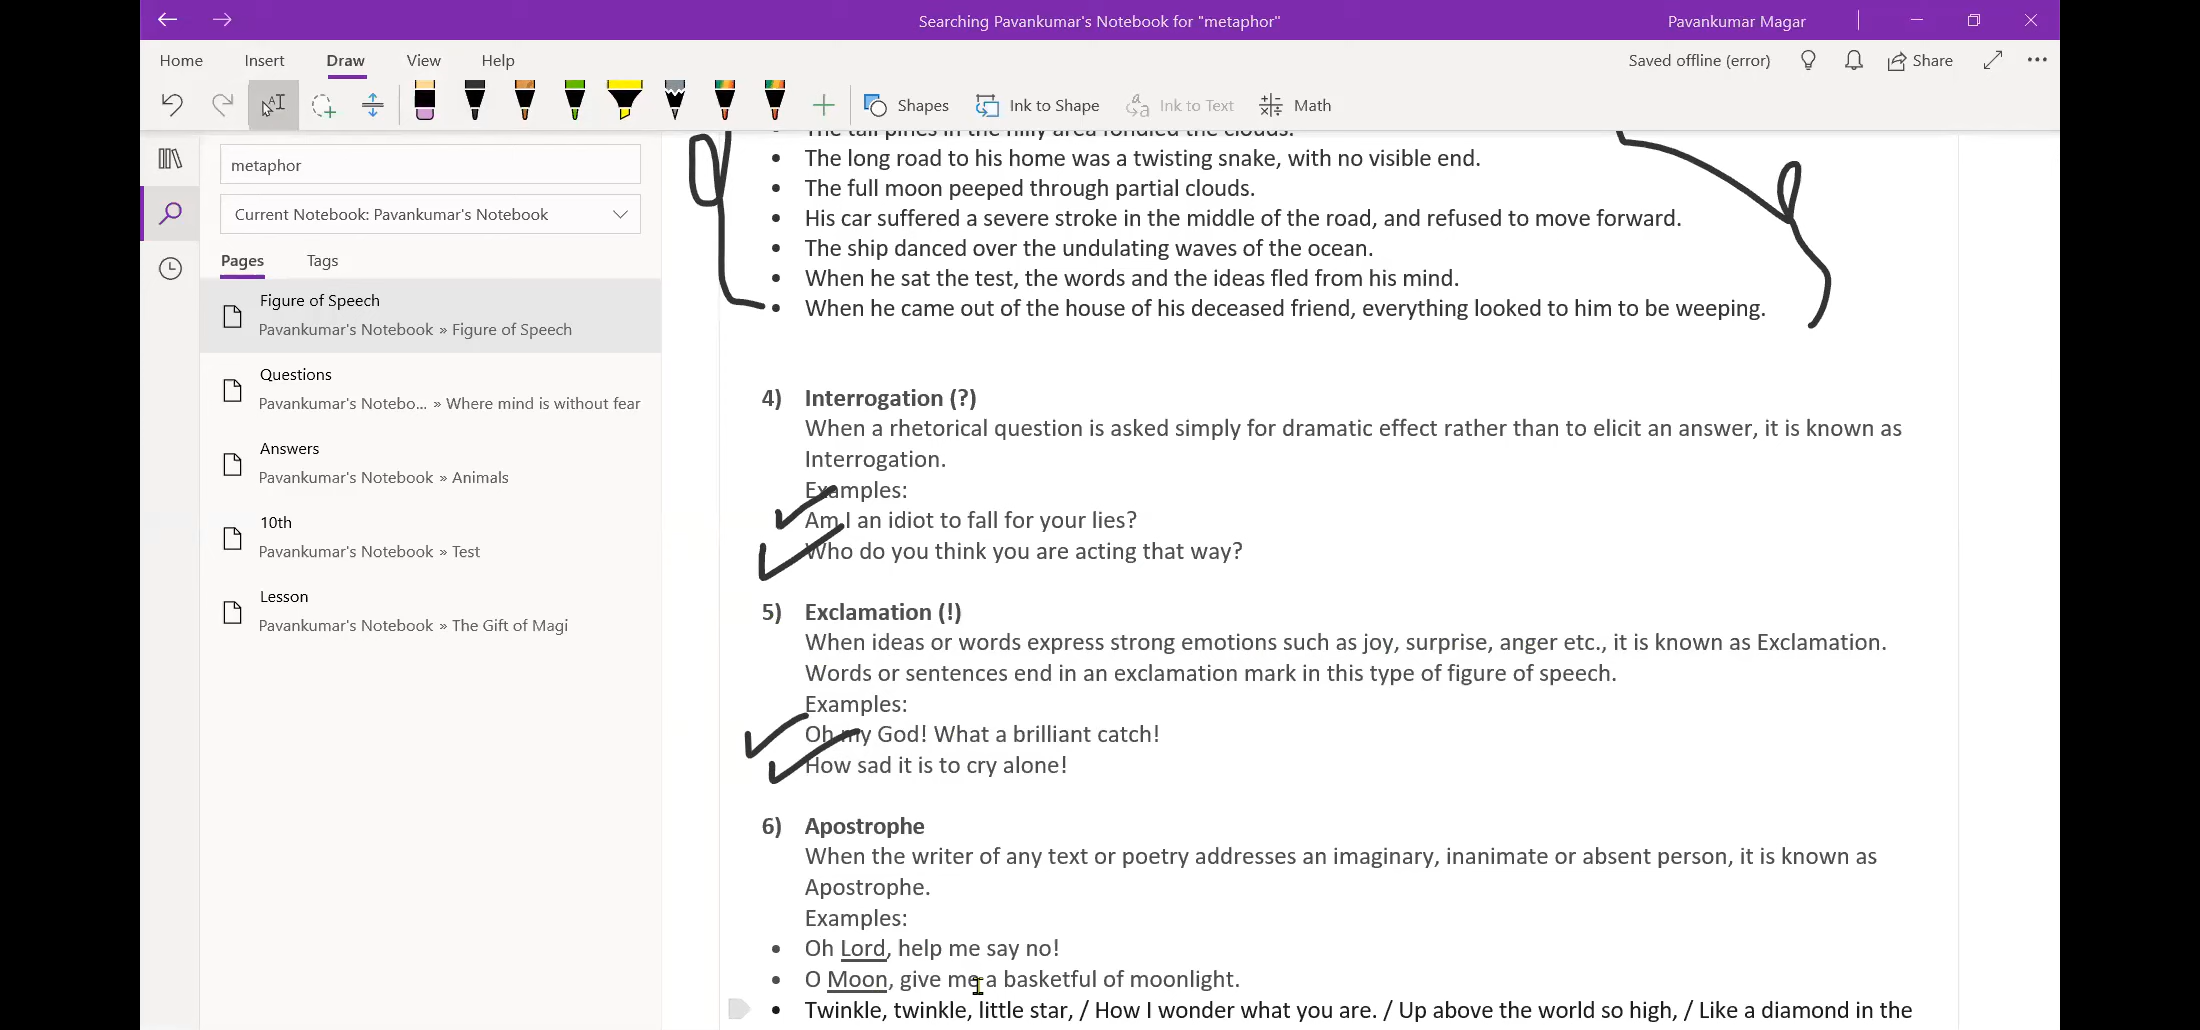 Searching Pavankumar's Notebook for "metaphor"
Pavankumar Magar
Home Insert Draw View Help
Saved offline (error)
Share
Shapes
Ink to Shape
Ink to Text
Math
metaphor
Current Notebook: Pavankumar's Notebook
Pages Tags
Figure of Speech
Pavankumar's Notebook » Figure of Speech
Questions
Pavankumar's Notebo... » Where mind is without fear
Answers
Pavankumar's Notebook » Animals
10th
Pavankumar's Notebook » Test
Lesson
Pavankumar's Notebook » The Gift of Magi
The tall pines in the hilly area fondled the clouds.
• The long road to his home was a twisting snake, with no visible end.
• The full moon peeped through partial clouds.
• His car suffered a severe stroke in the middle of the road, and refused to move forward.
• The ship danced over the undulating waves of the ocean.
• When he sat the test, the words and the ideas fled from his mind.
• When he came out of the house of his deceased friend, everything looked to him to be weeping.
4) Interrogation (?)
When a rhetorical question is asked simply for dramatic effect rather than to elicit an answer, it is known as
Interrogation.
Examples:
Am I an idiot to fall for your lies?
Who do you think you are acting that way?
5) Exclamation (!)
When ideas or words express strong emotions such as joy, surprise, anger etc., it is known as Exclamation.
Words or sentences end in an exclamation mark in this type of figure of speech.
Examples:
Oh my God! What a brilliant catch!
How sad it is to cry alone!
6) Apostrophe
When the writer of any text or poetry addresses an imaginary, inanimate or absent person, it is known as
Apostrophe.
Examples:
• Oh Lord, help me say no!
• O Moon, give me a basketful of moonlight.
• Twinkle, twinkle, little star, / How I wonder what you are. / Up above the world so high, / Like a diamond in the